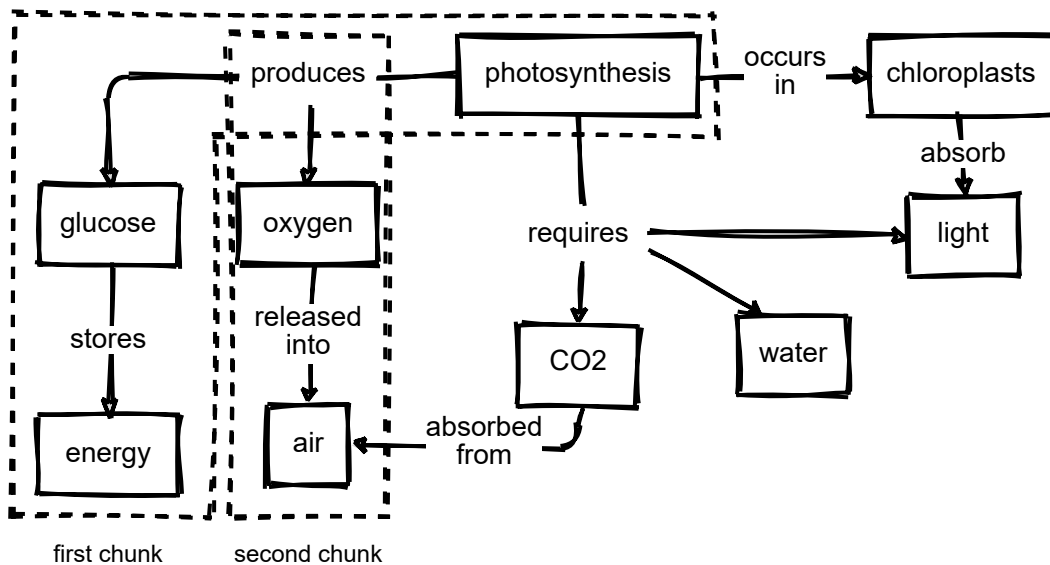 produces
photosynthesis
occurs
in
chloroplasts
absorb
glucose
oxygen
requires
light
stores
released
into
CO2
water
energy
air
absorbed
from
first chunk
second chunk